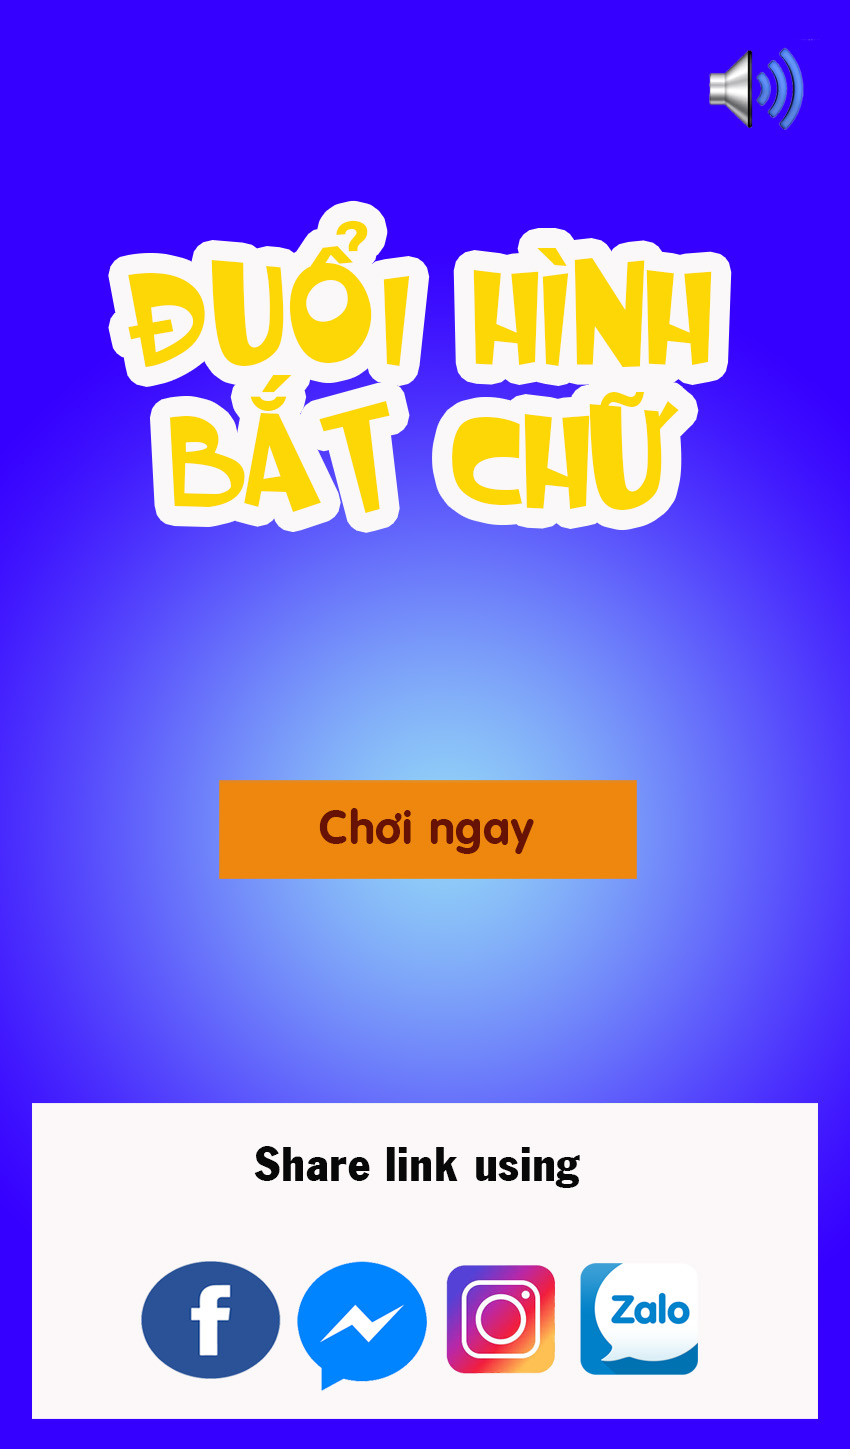 ĐUỔI HÌNH
BẮT CHỮ
Chơi ngay
Share link using
f
Zalo